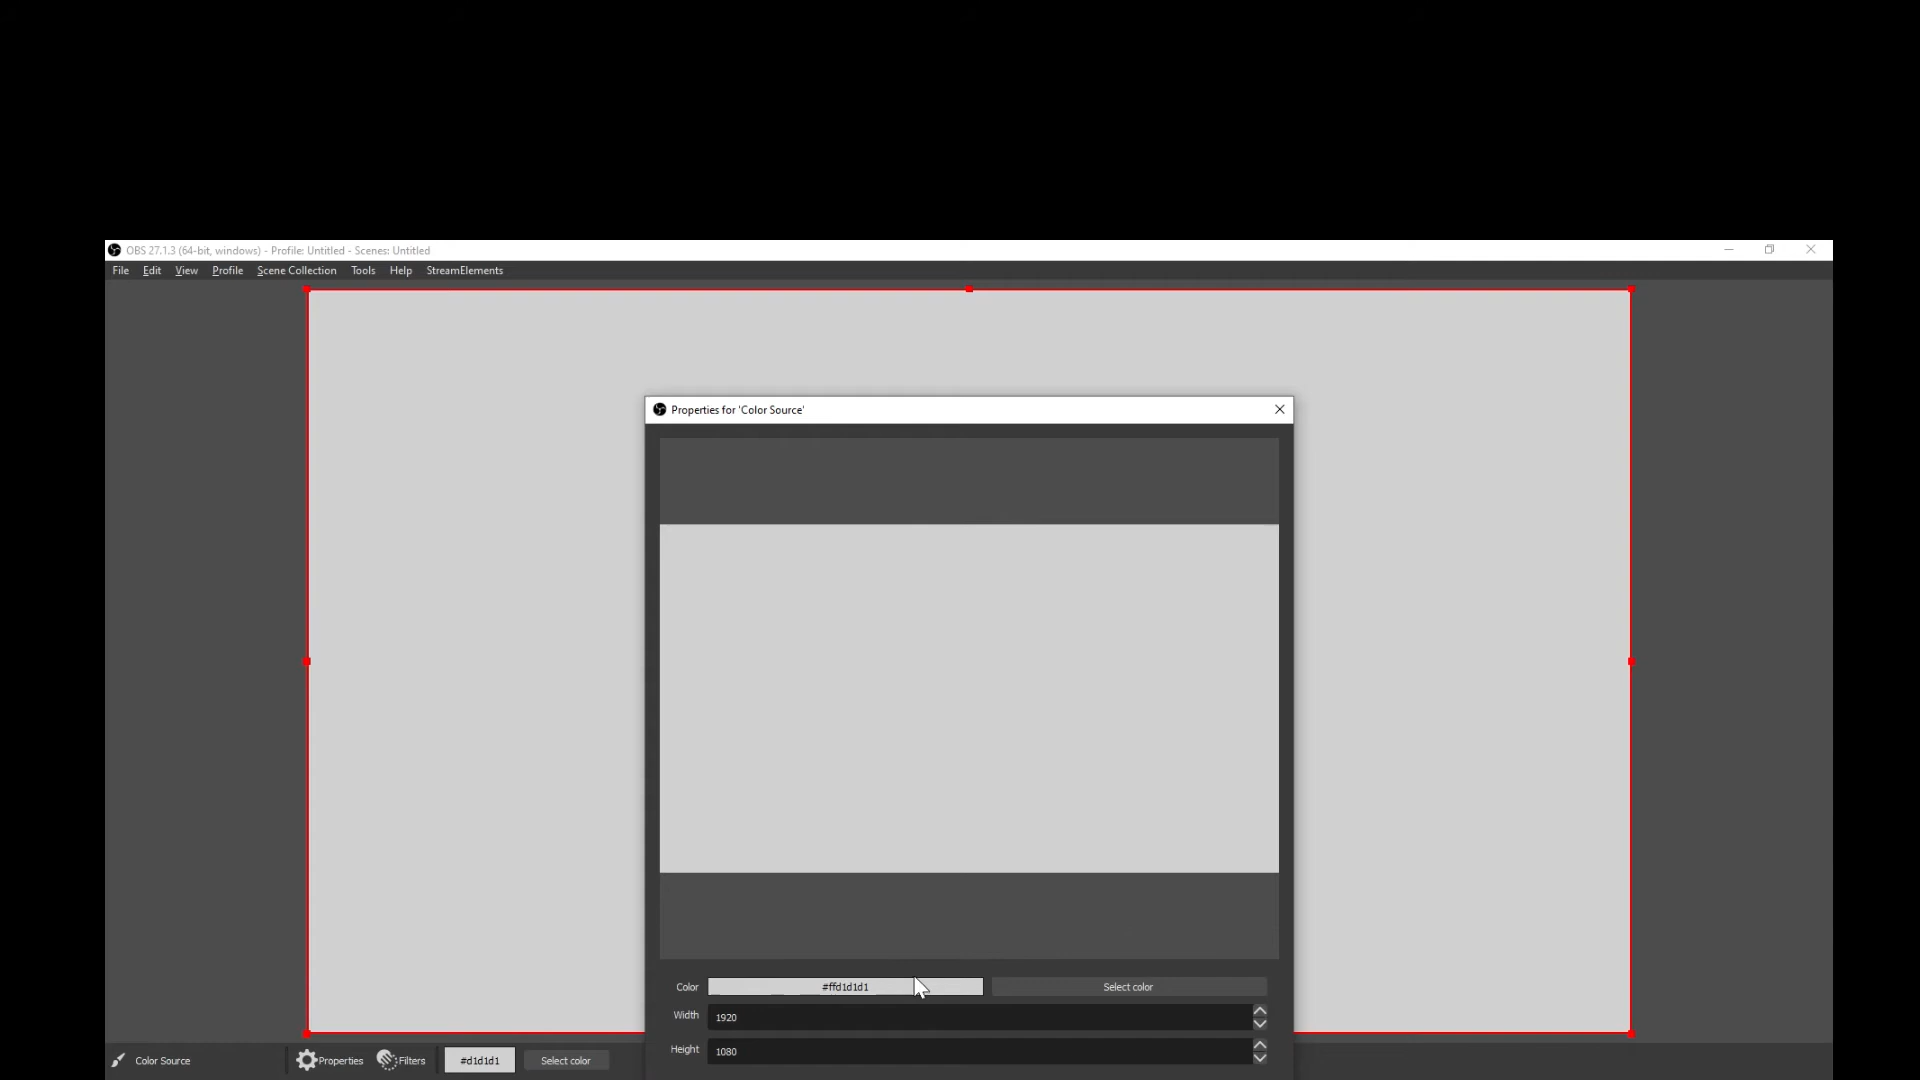 OBS 27.1.3 (64-bit, windows) - Profile: Untitled - Scenes: Untitled
File Edit View Profile Scene Collection Tools Help StreamElements
Properties for 'Color Source'
Color #ffd1d1d1 Select color
Width 1920
Height 1080
Color Source Properties Filters #d1d1d1 Select color